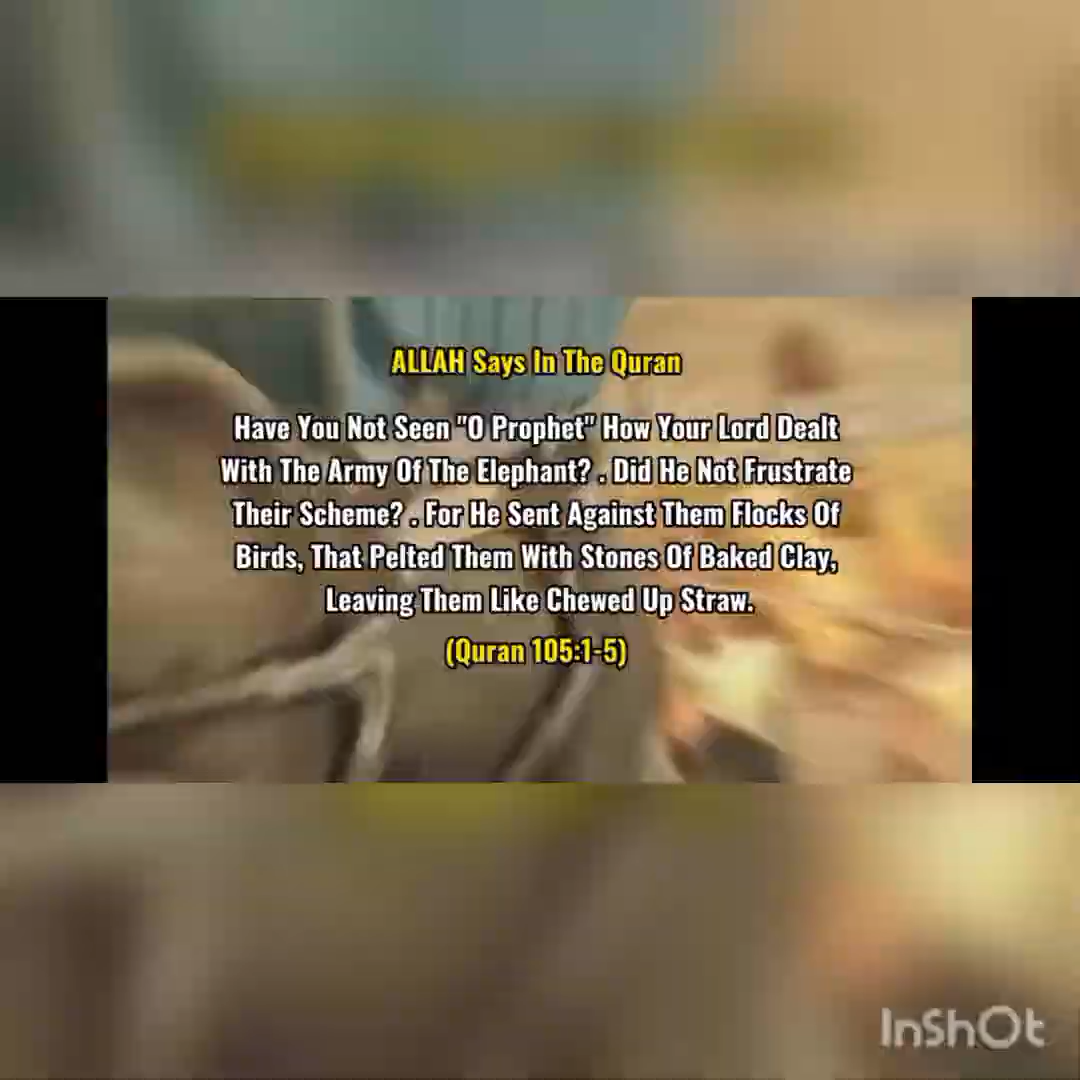 ALLAH Says In The Quran
Have You Not Seen "O Prophet" How Your Lord Dealt
With The Army Of The Elephant? . Did He Not Frustrate
Their Scheme? . For He Sent Against Them Flocks Of
Birds, That Pelted Them With Stones Of Baked Clay,
Leaving Them Like Chewed Up Straw.
(Quran 105:1-5)
InShOt